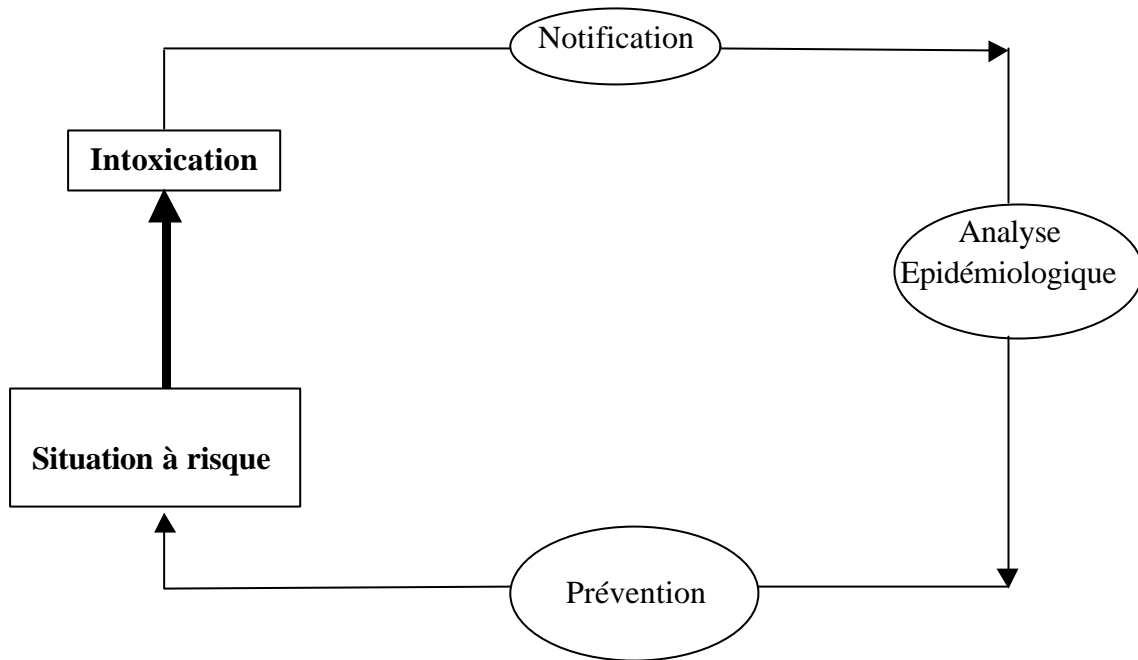 Notification
Intoxication
Analyse
Epidémiologique
Situation à risque
Prévention